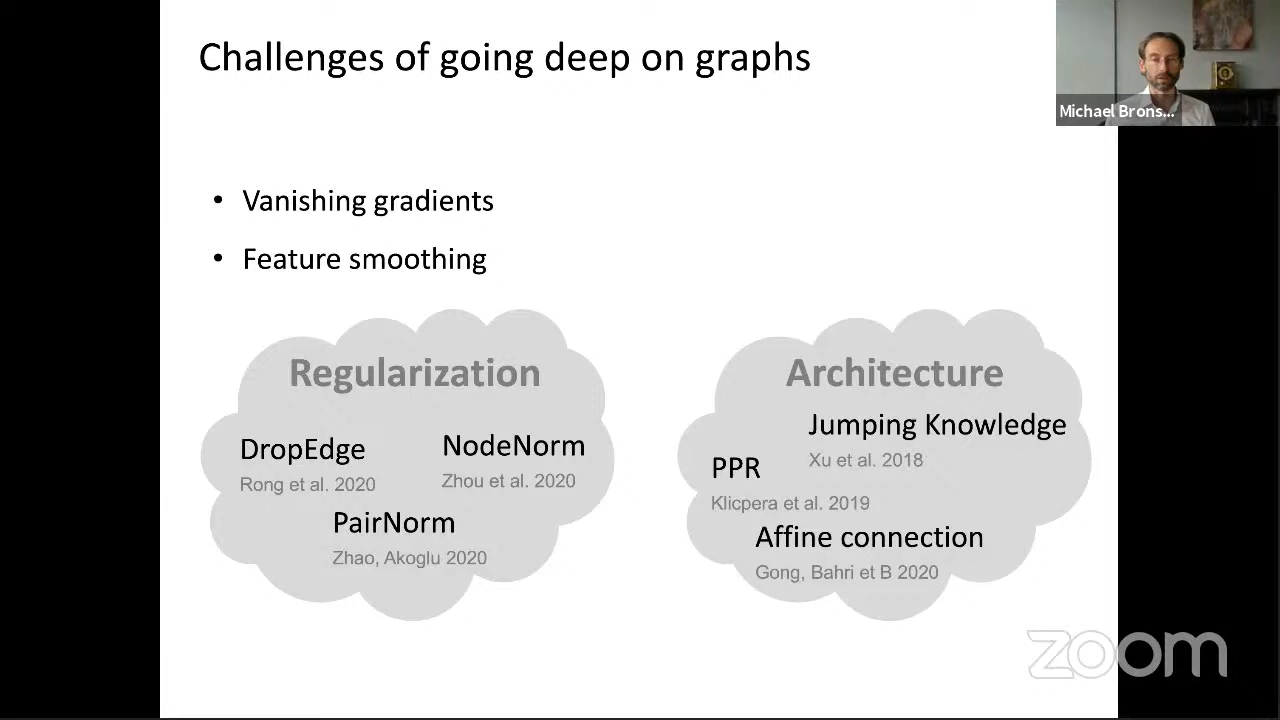 Challenges of going deep on graphs
Michael Brons...
• Vanishing gradients
• Feature smoothing
Regularization
DropEdge
Rong et al. 2020
NodeNorm
Zhou et al. 2020
PairNorm
Zhao, Akoglu 2020
Architecture
Jumping Knowledge
Xu et al. 2018
PPR
Klicpera et al. 2019
Affine connection
Gong, Bahri et B 2020
zoom